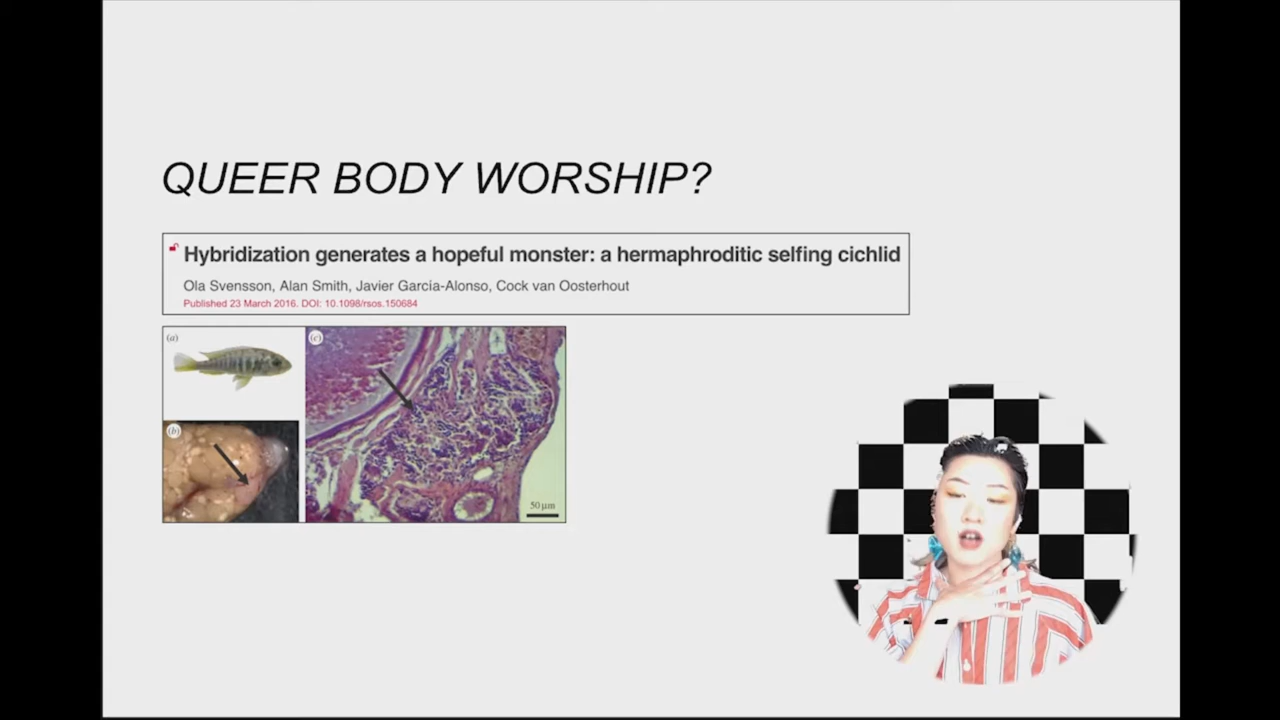 QUEER BODY WORSHIP?
Hybridization generates a hopeful monster: a hermaphroditic selfing cichlid
Ola Svensson, Alan Smith, Javier García-Alonso, Cock van Oosterhout
Published 23 March 2016. DOI: 10.1098/rsos.150684
(a)
(c)
(b)
50 µm